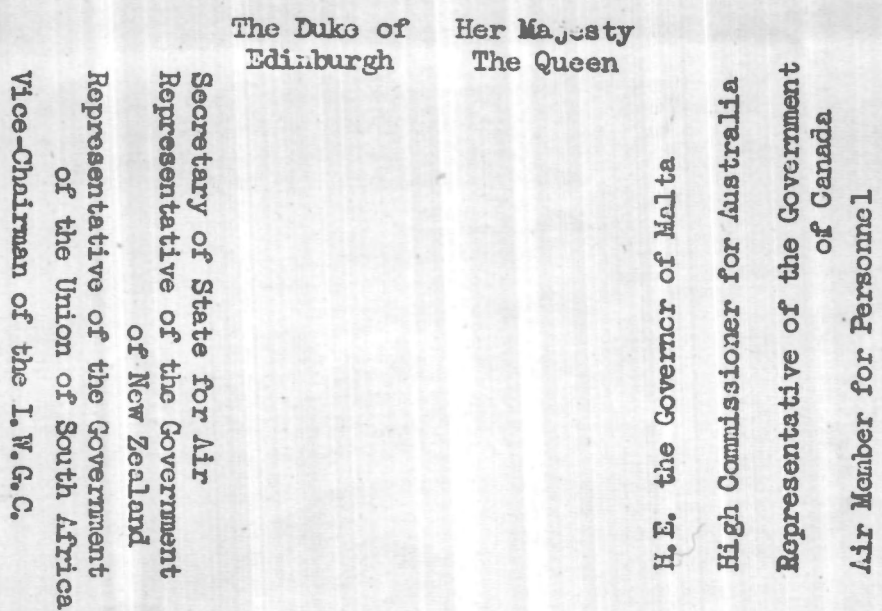 The Duke of
Edinburgh
Her Majesty
The Queen
Secretary of State for Air
Representative of the Government
of New Zealand
Representative of the Government
of the Union of South Africa
Vice-Chairman of the I.W.G.C.
H.E. the Governor of Malta
High Commissioner for Australia
Representative of the Government
of Canada
Air Member for Personnel